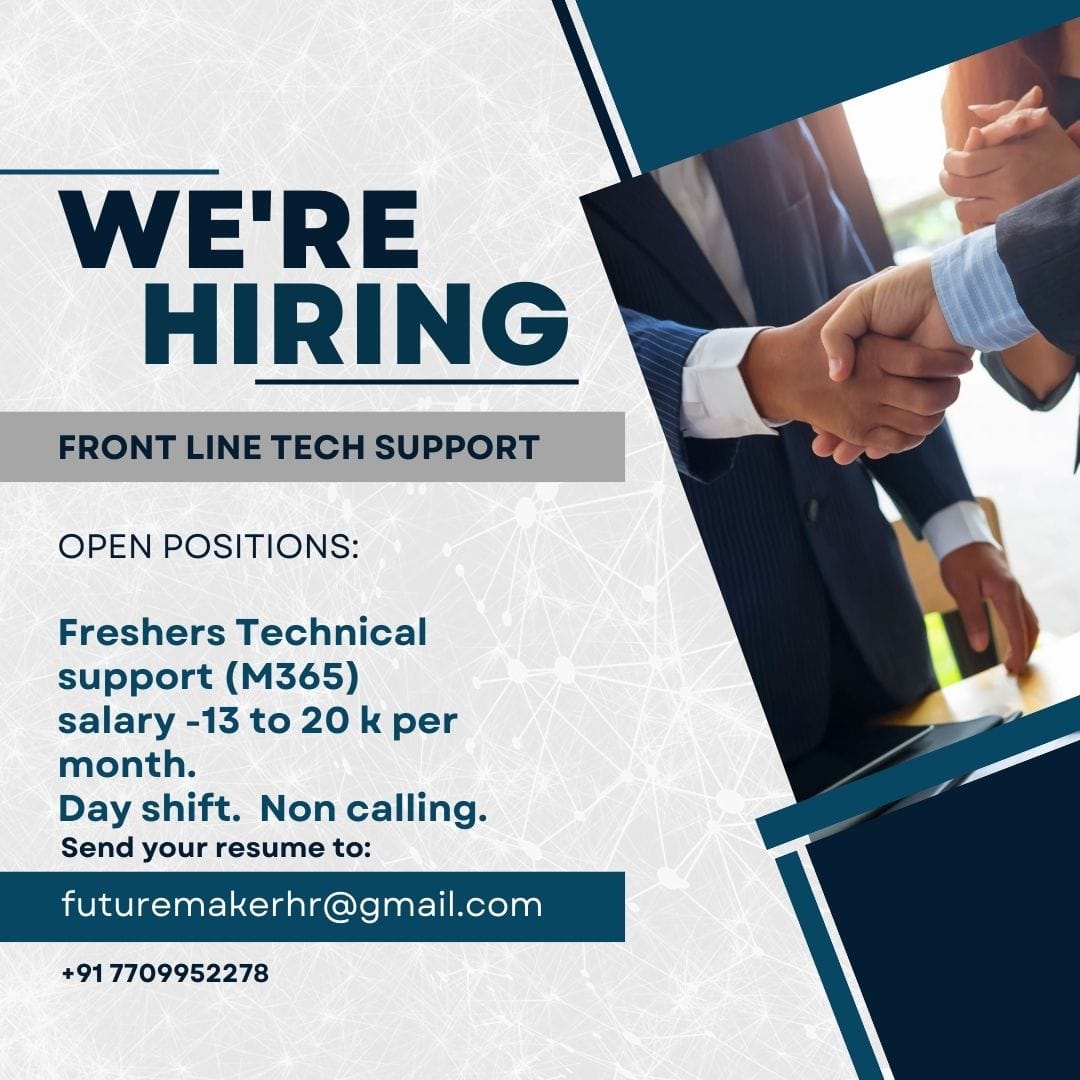 WE'RE
HIRING
FRONT LINE TECH SUPPORT
OPEN POSITIONS:
Freshers Technical
support (M365)
salary -13 to 20 k per
month.
Day shift.  Non calling.
Send your resume to:
futuremakerhr@gmail.com
+91 7709952278